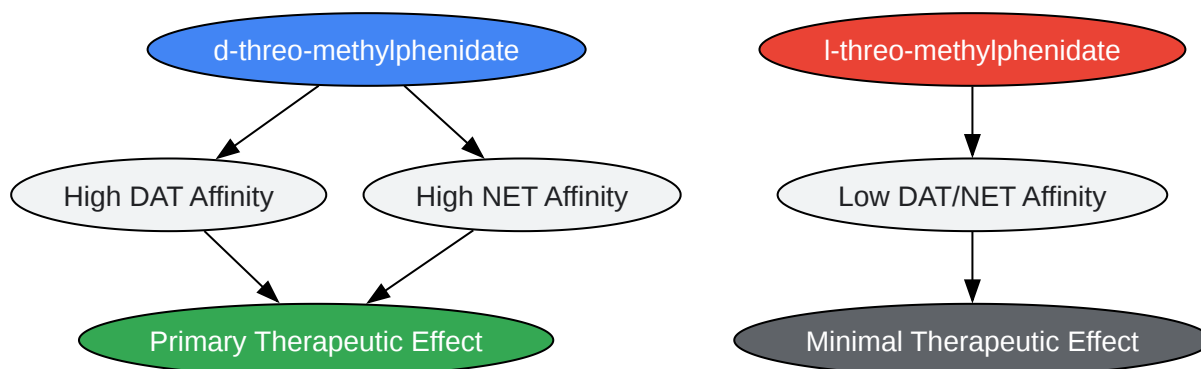 d-threo-methylphenidate
l-threo-methylphenidate
High DAT Affinity
High NET Affinity
Low DAT/NET Affinity
Primary Therapeutic Effect
Minimal Therapeutic Effect